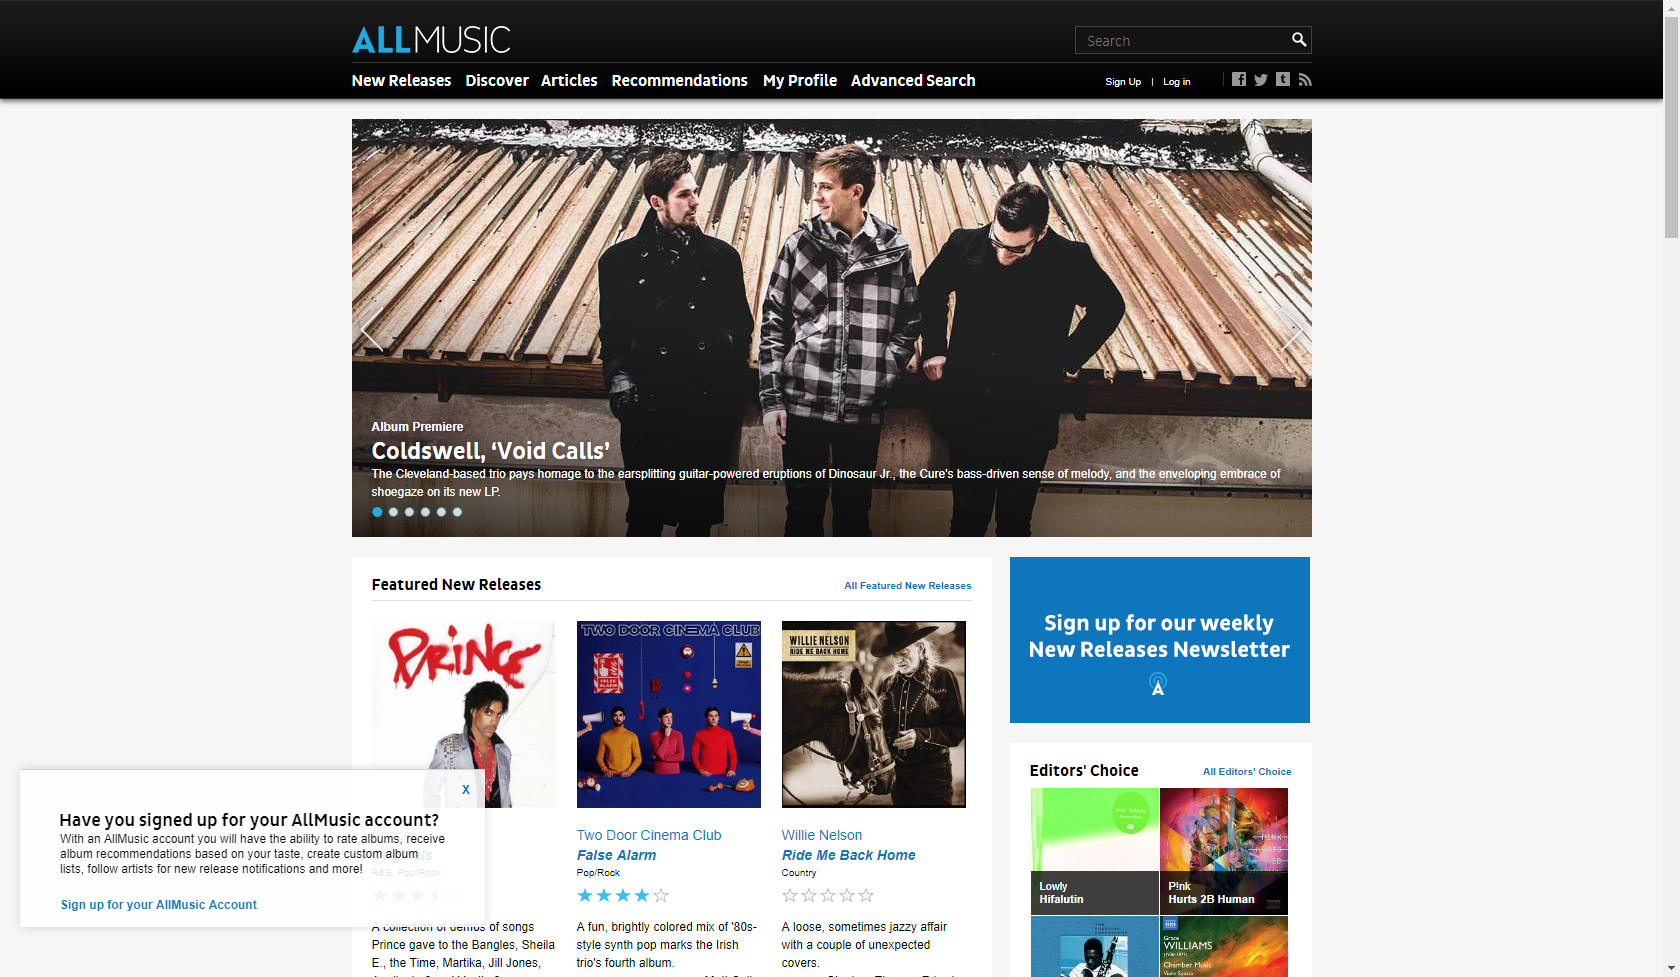 ALLMUSIC
Search
New Releases Discover Articles Recommendations My Profile Advanced Search
Sign Up | Log in
Album Premiere
Coldswell, ‘Void Calls’
The Cleveland-based trio pays homage to the earsplitting guitar-powered eruptions of Dinosaur Jr., the Cure's bass-driven sense of melody, and the enveloping embrace of
shoegaze on its new LP.
Featured New Releases
All Featured New Releases
PRINCE
R&B, Pop/Rock
A collection of demos of songs
Prince gave to the Bangles, Sheila
E., the Time, Martika, Jill Jones,
TWO DOOR CINEMA CLUB
FALSE
ALARM
Two Door Cinema Club
False Alarm
Pop/Rock
A fun, brightly colored mix of '80s-
style synth pop marks the Irish
trio's fourth album.
WILLIE NELSON
RIDE ME BACK HOME
Willie Nelson
Ride Me Back Home
Country
A loose, sometimes jazzy affair
with a couple of unexpected
covers.
Sign up for our weekly
New Releases Newsletter
Editors' Choice
All Editors' Choice
Lowly
Hifalutin
P!NK
HURTS 2B
HUMAN
P!nk
Hurts 2B Human
NAXOS
Grace
WILLIAMS
Chamber Music
Violin Sonata
X
Have you signed up for your AllMusic account?
With an AllMusic account you will have the ability to rate albums, receive
album recommendations based on your taste, create custom album
lists, follow artists for new release notifications and more!
Sign up for your AllMusic Account